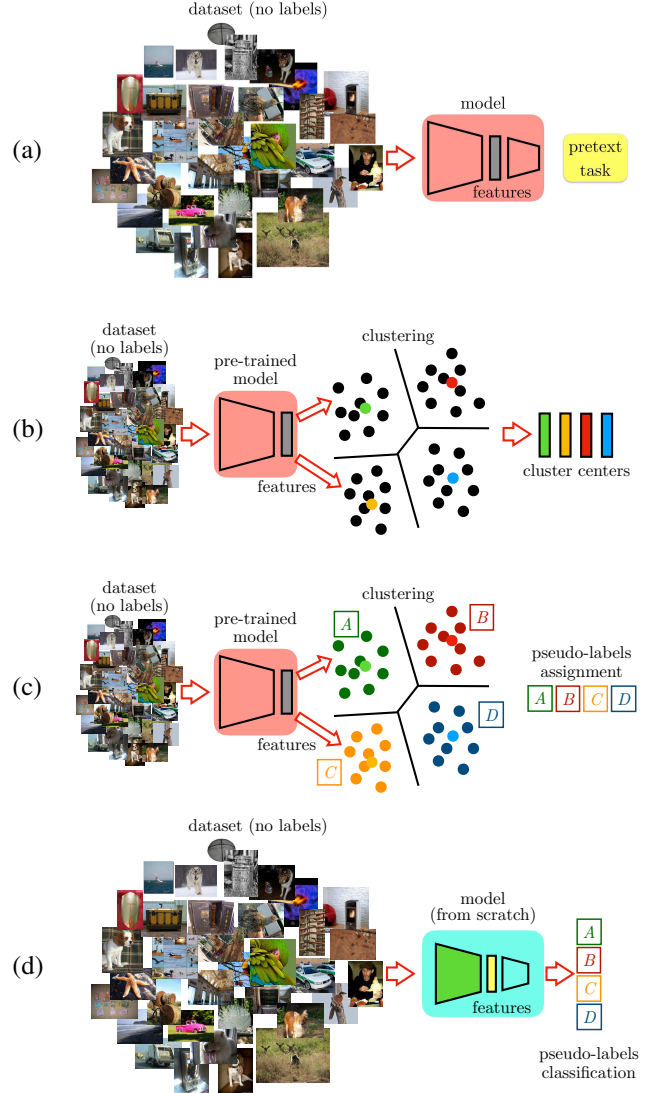 dataset (no labels)
(a)
model
features
pretext
task
dataset
(no labels)
(b)
pre-trained
model
features
clustering
cluster centers
dataset
(no labels)
(c)
pre-trained
model
features
clustering
A
B
C
D
pseudo-labels
assignment
A B C D
dataset (no labels)
(d)
model
(from scratch)
features
A
B
C
D
pseudo-labels
classification